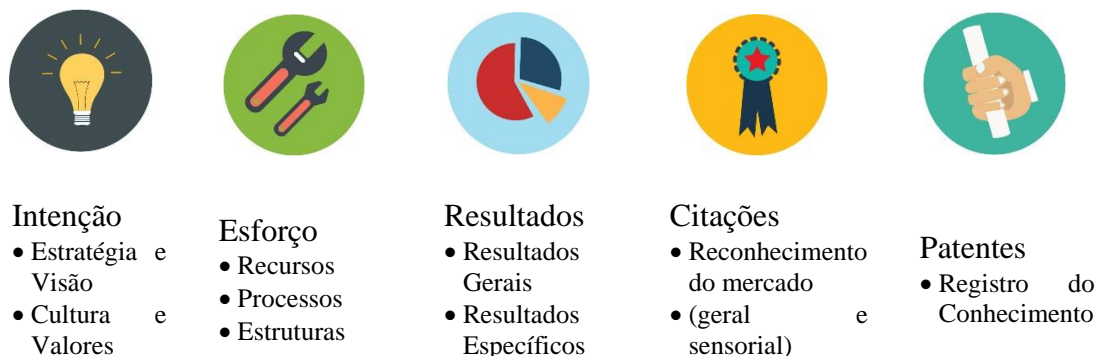 Intenção
• Estratégia e
Visão
• Cultura e
Valores
Esforço
• Recursos
• Processos
• Estruturas
Resultados
• Resultados
Gerais
• Resultados
Específicos
Citações
• Reconhecimento
do mercado
• (geral e
sensorial)
Patentes
• Registro do
Conhecimento